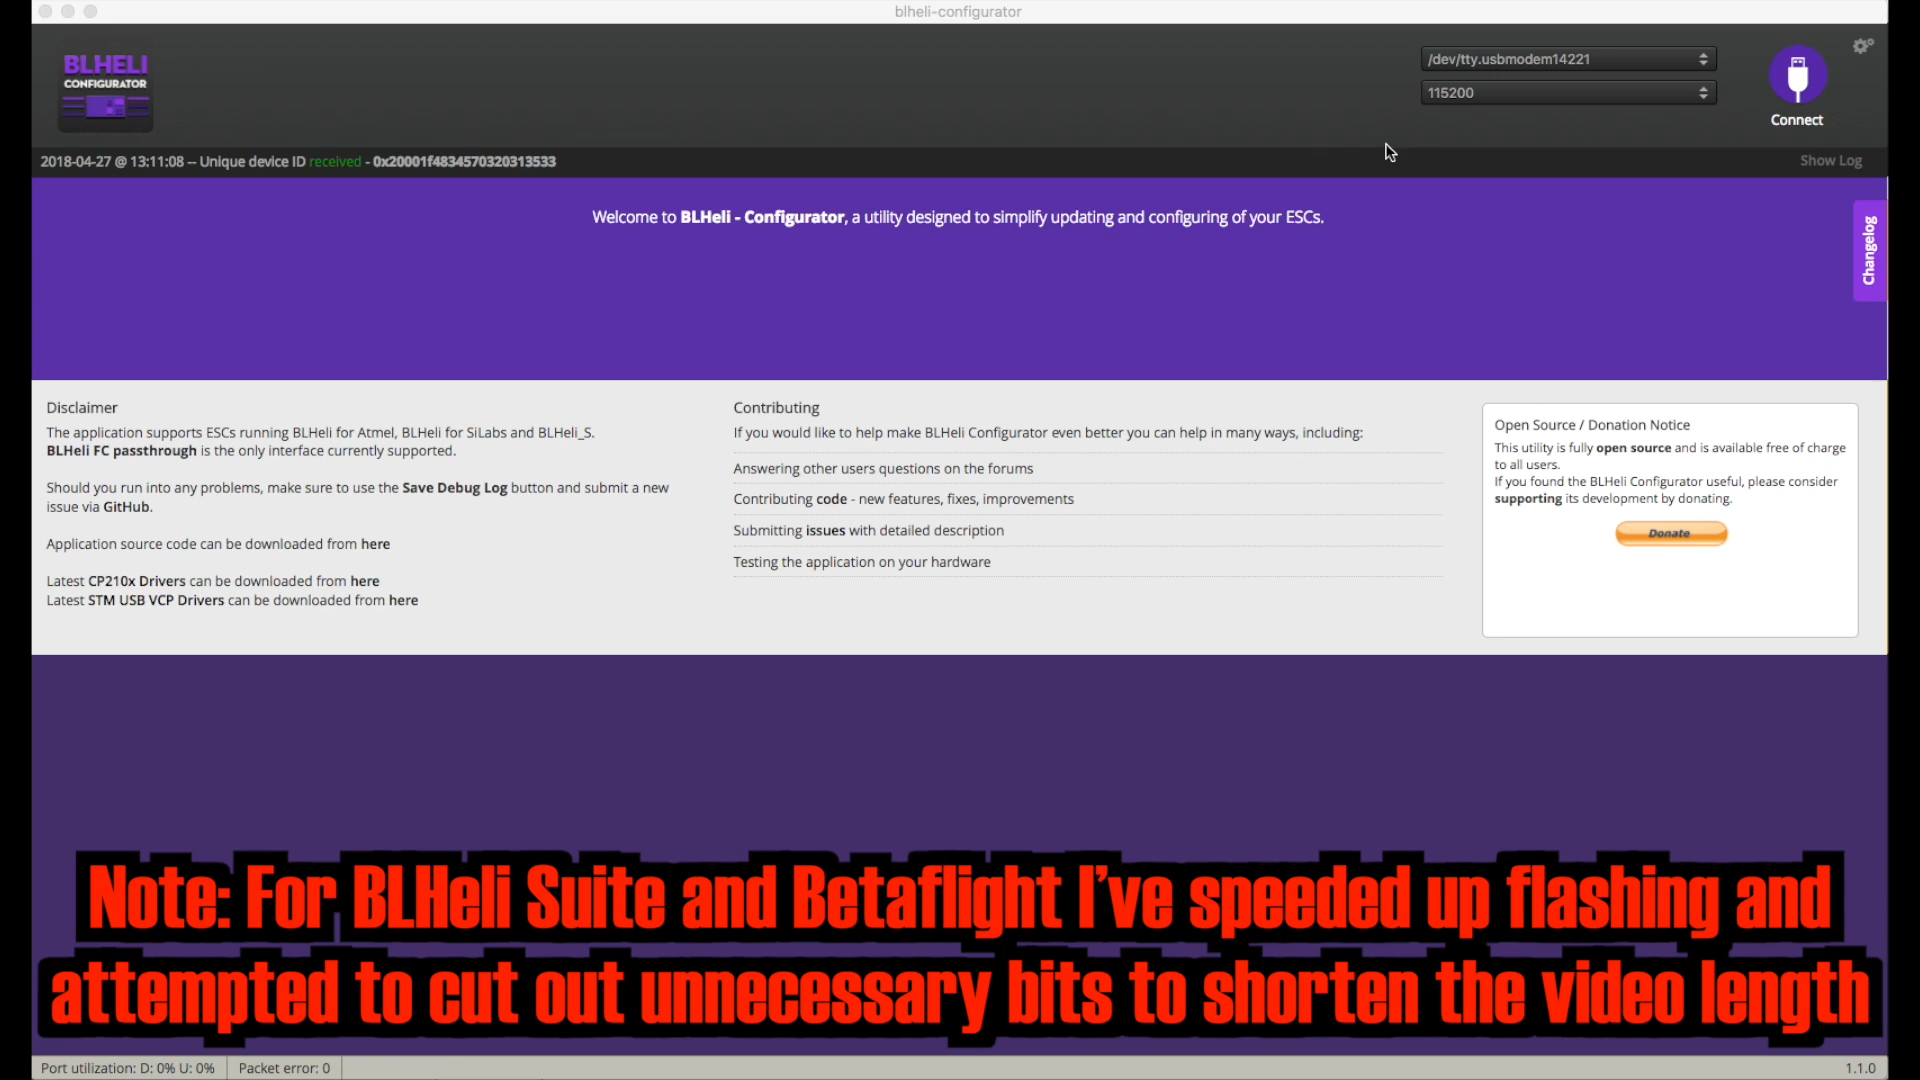 blheli-configurator
BLHELI
CONFIGURATOR
/dev/tty.usbmodem14221
115200
Connect
2018-04-27 @ 13:11:08 -- Unique device ID received - 0x20001f4834570320313533
Show Log
Welcome to BLHeli - Configurator, a utility designed to simplify updating and configuring of your ESCs.
Changelog
Disclaimer
The application supports ESCs running BLHeli for Atmel, BLHeli for SiLabs and BLHeli_S.
BLHeli FC passthrough is the only interface currently supported.
Should you run into any problems, make sure to use the Save Debug Log button and submit a new
issue via GitHub.
Application source code can be downloaded from here
Latest CP210x Drivers can be downloaded from here
Latest STM USB VCP Drivers can be downloaded from here
Contributing
If you would like to help make BLHeli Configurator even better you can help in many ways, including:
Answering other users questions on the forums
Contributing code - new features, fixes, improvements
Submitting issues with detailed description
Testing the application on your hardware
Open Source / Donation Notice
This utility is fully open source and is available free of charge
to all users.
If you found the BLHeli Configurator useful, please consider
supporting its development by donating.
Donate
Note: For BLHeli Suite and Betaflight I've speeded up flashing and
attempted to cut out unnecessary bits to shorten the video length
Port utilization: D: 0% U: 0%
Packet error: 0
1.1.0